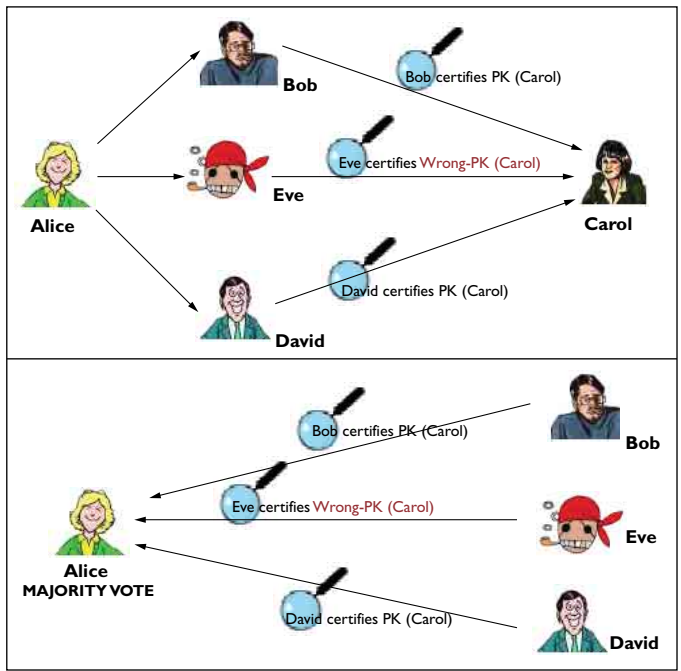 Bob certifies PK (Carol)
Bob
Eve certifies Wrong-PK (Carol)
Alice
Eve
Carol
David certifies PK (Carol)
David
Bob certifies PK (Carol)
Bob
Eve certifies Wrong-PK (Carol)
Eve
Alice
MAJORITY VOTE
David certifies PK (Carol)
David